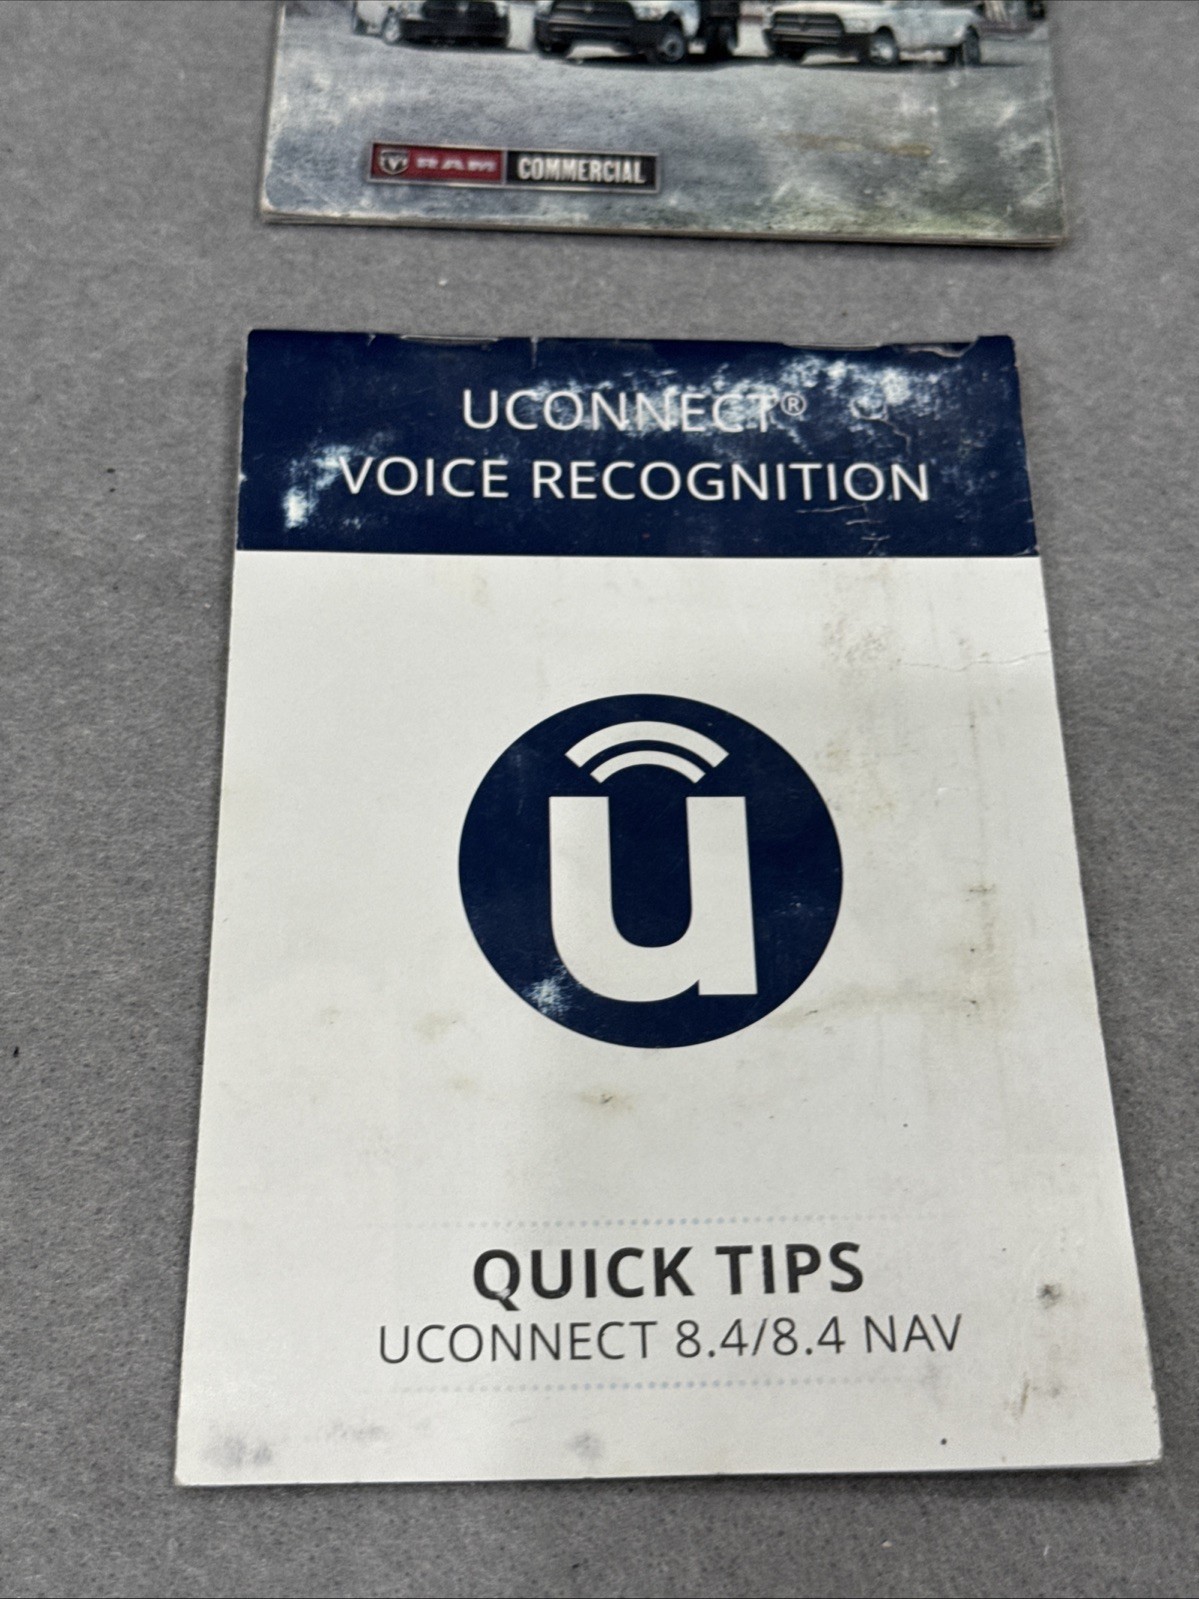 RAM COMMERCIAL
UCONNECT®
VOICE RECOGNITION
u
QUICK TIPS
UCONNECT 8.4/8.4 NAV